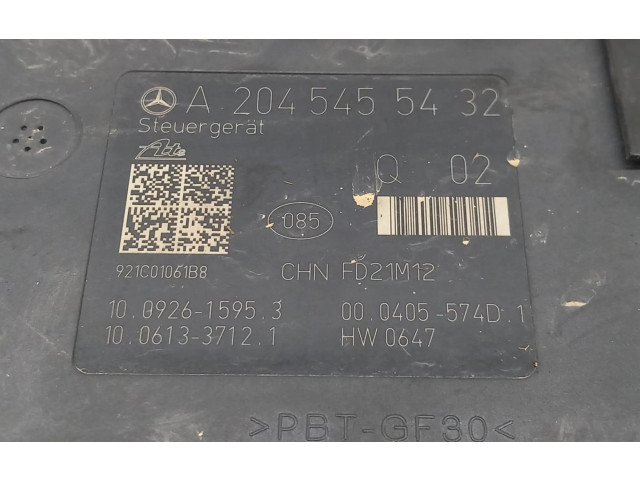 A 204 545 54 32
Steuergerät
Ate
Q 02
085
921C01061B8
CHN FD21M12
10.0926-1595.3
00.0405-574D.1
10.0613-3712.1
HW 0647
>PBT-GF30<